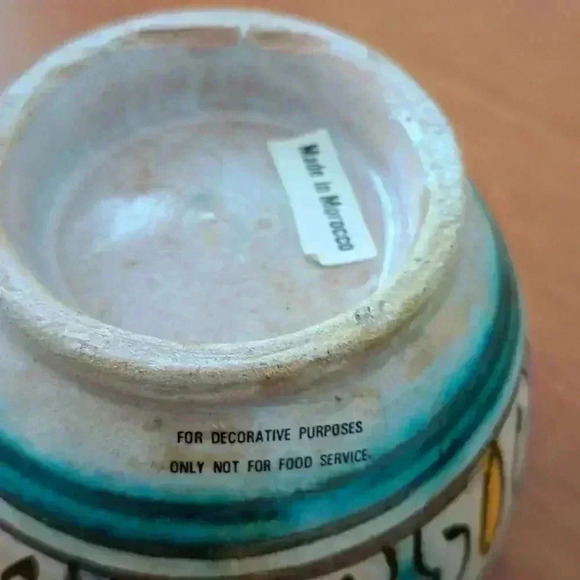 Made in Morocco
FOR DECORATIVE PURPOSES
ONLY NOT FOR FOOD SERVICE.